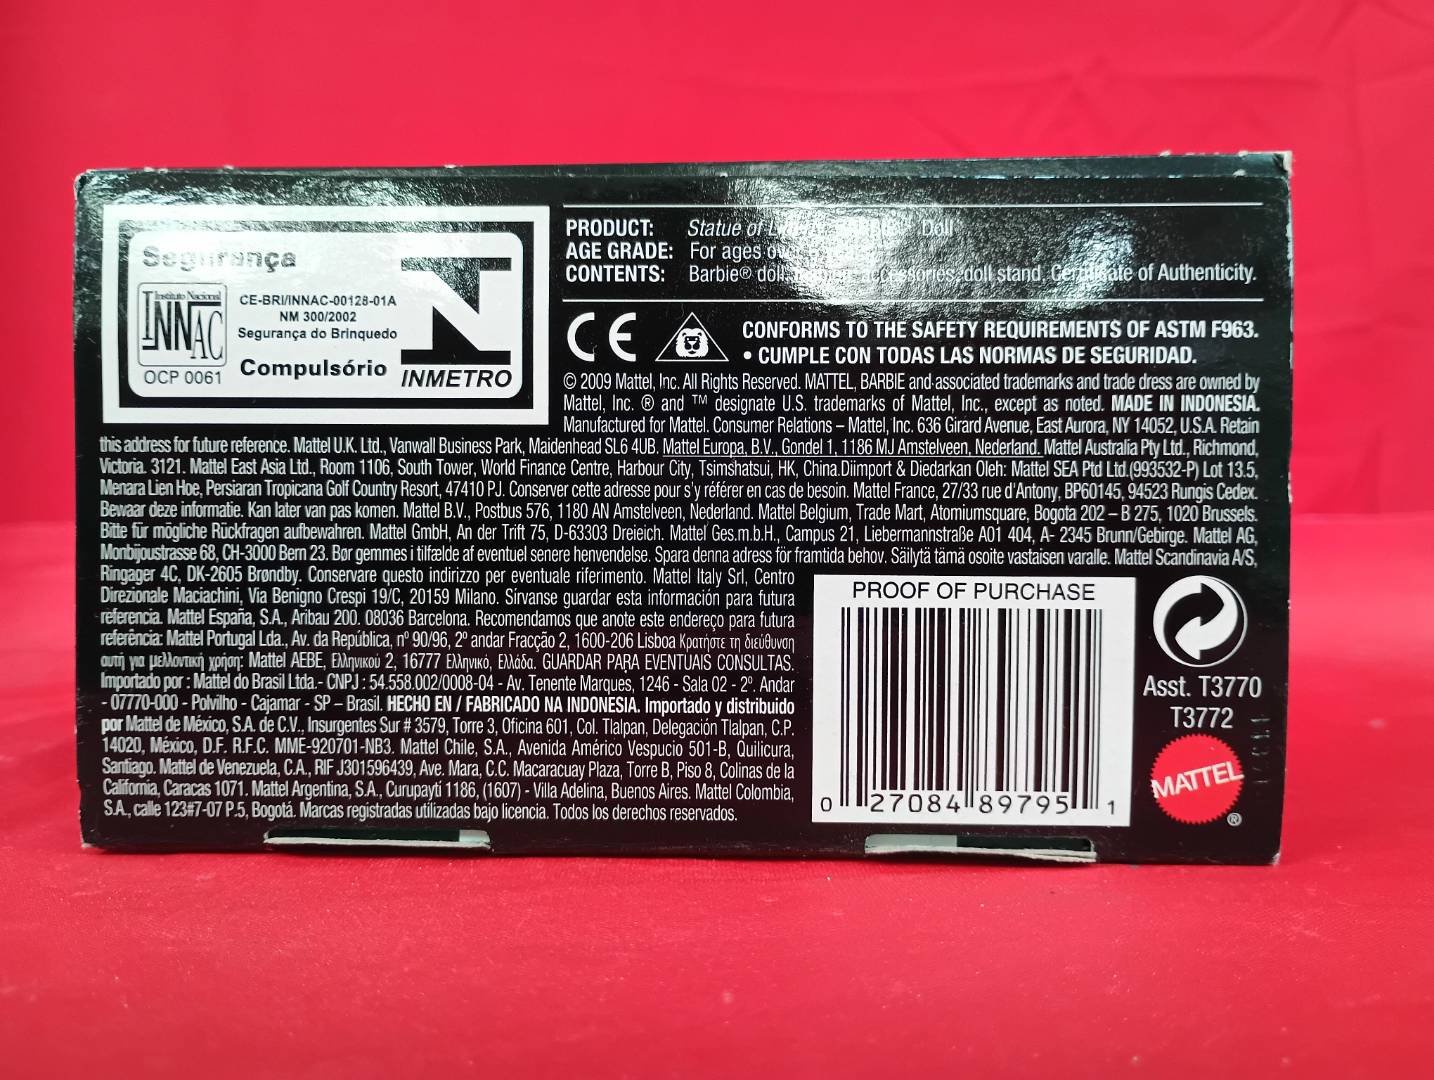 Segurança
Instituto Nacional
INNAC
OCP 0061
CE-BRI/INNAC-00128-01A
NM 300/2002
Segurança do Brinquedo
Compulsório
INMETRO
PRODUCT: Statue of Doll
AGE GRADE: For ages
CONTENTS: Barbie® doll, accessories, doll stand, Certificate of Authenticity.
CE
CONFORMS TO THE SAFETY REQUIREMENTS OF ASTM F963.
• CUMPLE CON TODAS LAS NORMAS DE SEGURIDAD.
© 2009 Mattel, Inc. All Rights Reserved. MATTEL, BARBIE and associated trademarks and trade dress are owned by
Mattel, Inc. ® and ™ designate U.S. trademarks of Mattel, Inc., except as noted. MADE IN INDONESIA.
Manufactured for Mattel. Consumer Relations – Mattel, Inc. 636 Girard Avenue, East Aurora, NY 14052, U.S.A. Retain
this address for future reference. Mattel U.K. Ltd., Vanwall Business Park, Maidenhead SL6 4UB. Mattel Europa, B.V., Gondel 1, 1186 MJ Amstelveen, Nederland. Mattel Australia Pty Ltd., Richmond,
Victoria. 3121. Mattel East Asia Ltd., Room 1106, South Tower, World Finance Centre, Harbour City, Tsimshatsui, HK, China.Diimport & Diedarkan Oleh: Mattel SEA Ptd Ltd.(993532-P) Lot 13.5,
Menara Lien Hoe, Persiaran Tropicana Golf Country Resort, 47410 PJ. Conserver cette adresse pour s'y référer en cas de besoin. Mattel France, 27/33 rue d'Antony, BP60145, 94523 Rungis Cedex.
Bewaar deze informatie. Kan later van pas komen. Mattel B.V., Postbus 576, 1180 AN Amstelveen, Nederland. Mattel Belgium, Trade Mart, Atomiumsquare, Bogota 202 – B 275, 1020 Brussels.
Bitte für mögliche Rückfragen aufbewahren. Mattel GmbH, An der Trift 75, D-63303 Dreieich. Mattel Ges.m.b.H., Campus 21, Liebermannstraße A01 404, A- 2345 Brunn/Gebirge. Mattel AG,
Monbijoustrasse 68, CH-3000 Bern 23. Bør gemmes i tilfælde af eventuel senere henvendelse. Spara denna adress för framtida behov. Säilytä tämä osoite vastaisen varalle. Mattel Scandinavia A/S,
Ringager 4C, DK-2605 Brøndby. Conservare questo indirizzo per eventuale riferimento. Mattel Italy Srl, Centro
Direzionale Maciachini, Via Benigno Crespi 19/C, 20159 Milano. Sírvanse guardar esta información para futura
referencia. Mattel España, S.A., Aribau 200. 08036 Barcelona. Recomendamos que anote este endereço para futura
referência: Mattel Portugal Lda., Av. da República, nº 90/96, 2º andar Fracção 2, 1600-206 Lisboa Κρατήστε τη διεύθυνση
αυτή για μελλοντική χρήση: Mattel AEBE, Ελληνικού 2, 16777 Ελληνικό, Ελλάδα. GUARDAR PARA EVENTUAIS CONSULTAS.
Importado por : Mattel do Brasil Ltda.- CNPJ : 54.558.002/0008-04 - Av. Tenente Marques, 1246 - Sala 02 - 2º. Andar
- 07770-000 - Polvilho - Cajamar - SP – Brasil. HECHO EN / FABRICADO NA INDONESIA. Importado y distribuido
por Mattel de México, S.A. de C.V., Insurgentes Sur # 3579, Torre 3, Oficina 601, Col. Tlalpan, Delegación Tlalpan, C.P.
14020, México, D.F. R.F.C. MME-920701-NB3. Mattel Chile, S.A., Avenida Américo Vespucio 501-B, Quilicura,
Santiago. Mattel de Venezuela, C.A., RIF J301596439, Ave. Mara, C.C. Macaracuay Plaza, Torre B, Piso 8, Colinas de la
California, Caracas 1071. Mattel Argentina, S.A., Curupayti 1186, (1607) - Villa Adelina, Buenos Aires. Mattel Colombia,
S.A., calle 123#7-07 P.5, Bogotá. Marcas registradas utilizadas bajo licencia. Todos los derechos reservados.
PROOF OF PURCHASE
0 27084 89795 1
Asst. T3770
T3772
MATTEL
®